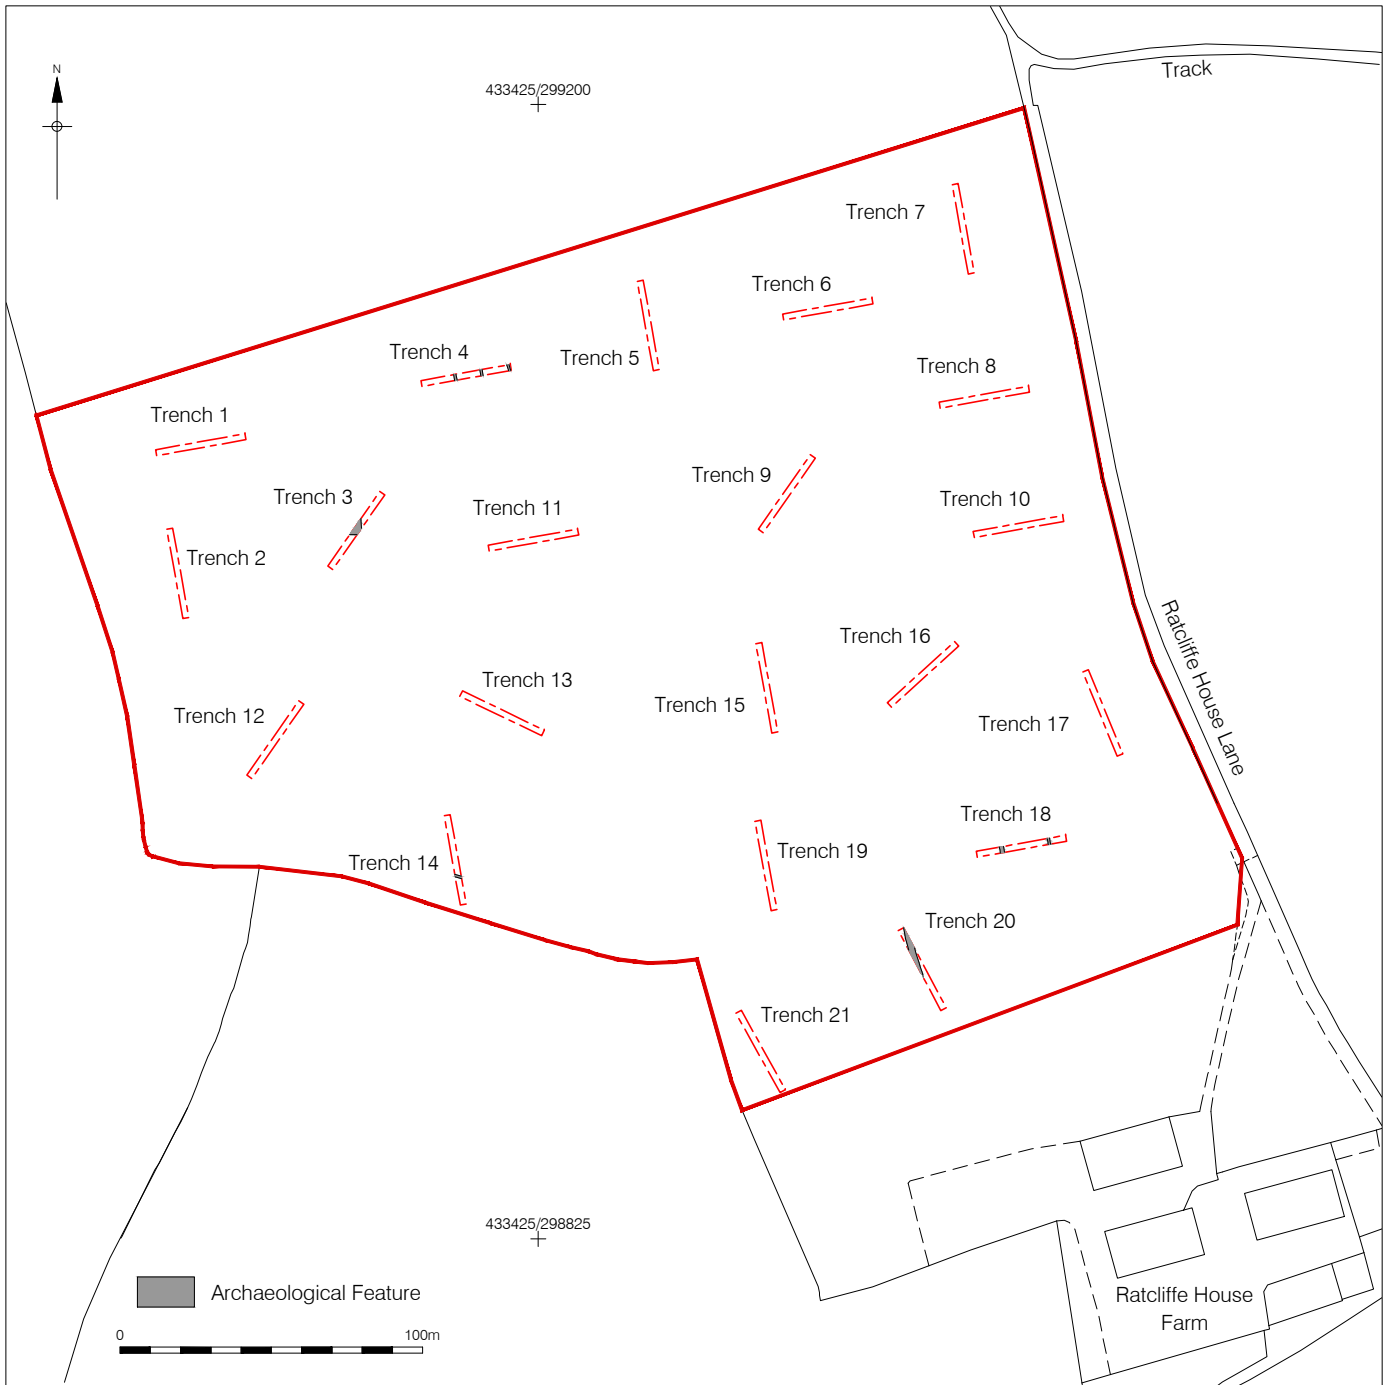 N
433425/299200
Track
Trench 7
Trench 6
Trench 5
Trench 4
Trench 8
Trench 1
Trench 9
Trench 3
Trench 11
Trench 10
Trench 2
Ratcliffe House Lane
Trench 16
Trench 13
Trench 15
Trench 12
Trench 17
Trench 18
Trench 19
Trench 14
Trench 20
Trench 21
433425/298825
Archaeological Feature
Ratcliffe House
Farm
0 100m